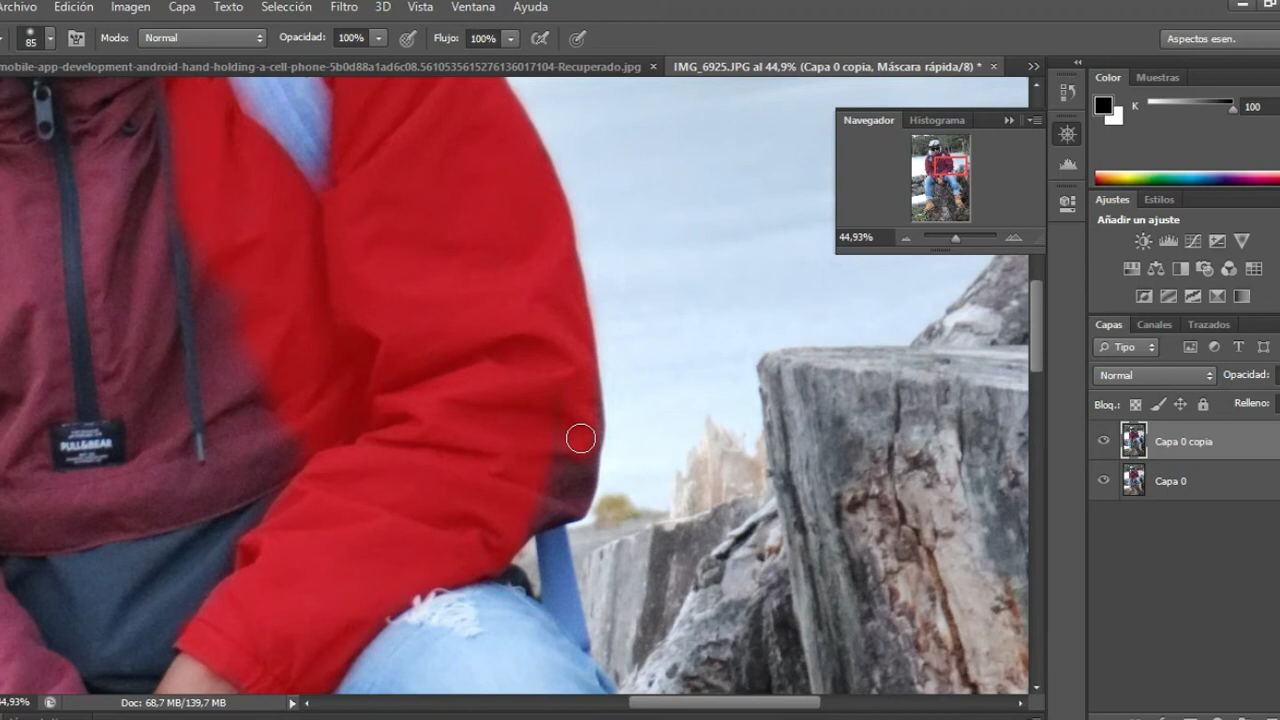 Archivo Edición Imagen Capa Texto Selección Filtro 3D Vista Ventana Ayuda
85 Modo: Normal Opacidad: 100% Flujo: 100% Aspectos esen.
mobile-app-development-android-hand-holding-a-cell-phone-5b0d88a1ad6c08.5610535615276136017104-Recuperado.jpg × IMG_6925.JPG al 44,9% (Capa 0 copia, Máscara rápida/8) * ×
Color Muestras
K 100
Navegador Histograma
44,93%
Ajustes Estilos
Añadir un ajuste
Capas Canales Trazados
Tipo
Normal Opacidad:
Bloq.: Relleno:
Capa 0 copia
Capa 0
PULL&BEAR
44,93% Doc: 68,7 MB/139,7 MB